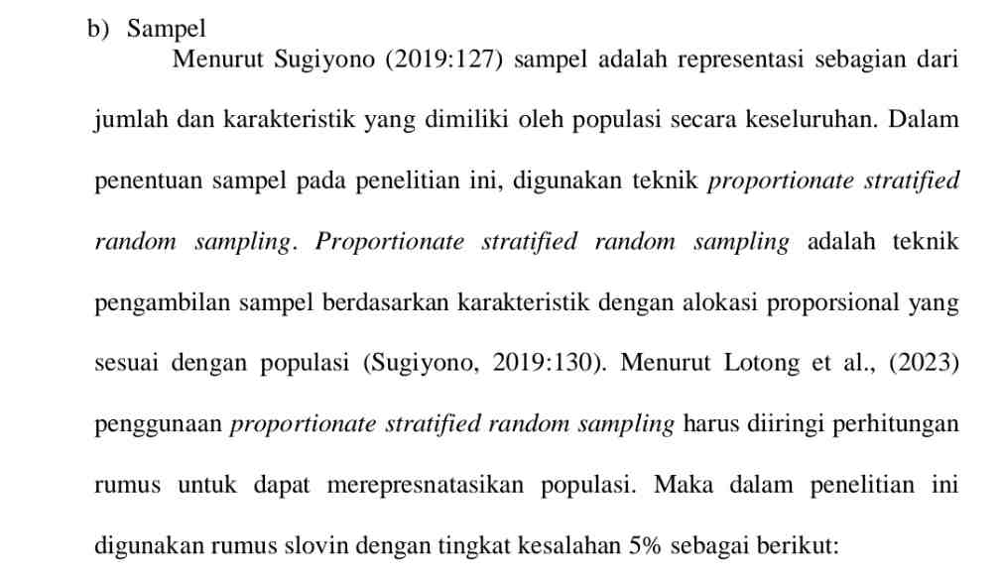 b) Sampel
Menurut Sugiyono (2019:127) sampel adalah representasi sebagian dari
jumlah dan karakteristik yang dimiliki oleh populasi secara keseluruhan. Dalam
penentuan sampel pada penelitian ini, digunakan teknik proportionate stratified
random sampling. Proportionate stratified random sampling adalah teknik
pengambilan sampel berdasarkan karakteristik dengan alokasi proporsional yang
sesuai dengan populasi (Sugiyono, 2019:130). Menurut Lotong et al., (2023)
penggunaan proportionate stratified random sampling harus diiringi perhitungan
rumus untuk dapat merepresnatasikan populasi. Maka dalam penelitian ini
digunakan rumus slovin dengan tingkat kesalahan 5% sebagai berikut: